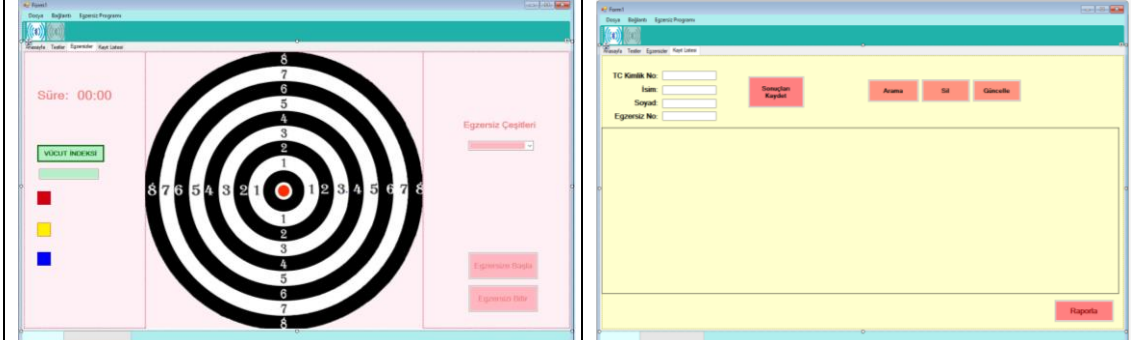 Form1
Dosya Bağlantı Egzersiz Programı
Anasayfa Testler Egzersizler Kayıt Listesi
Süre: 00:00
VÜCUT İNDEKSİ
Egzersiz Çeşitleri
Egzersize Başla
Egzersizi Bitir
8
7
6
5
4
3
2
1
8 7 6 5 4 3 2 1 1 2 3 4 5 6 7 8
1
2
3
4
5
6
7
8
Form1
Dosya Bağlantı Egzersiz Programı
Anasayfa Testler Egzersizler Kayıt Listesi
TC Kimlik No:
İsim:
Soyad:
Egzersiz No:
Sonuçları
Kaydet
Arama Sil Güncelle
Raporla